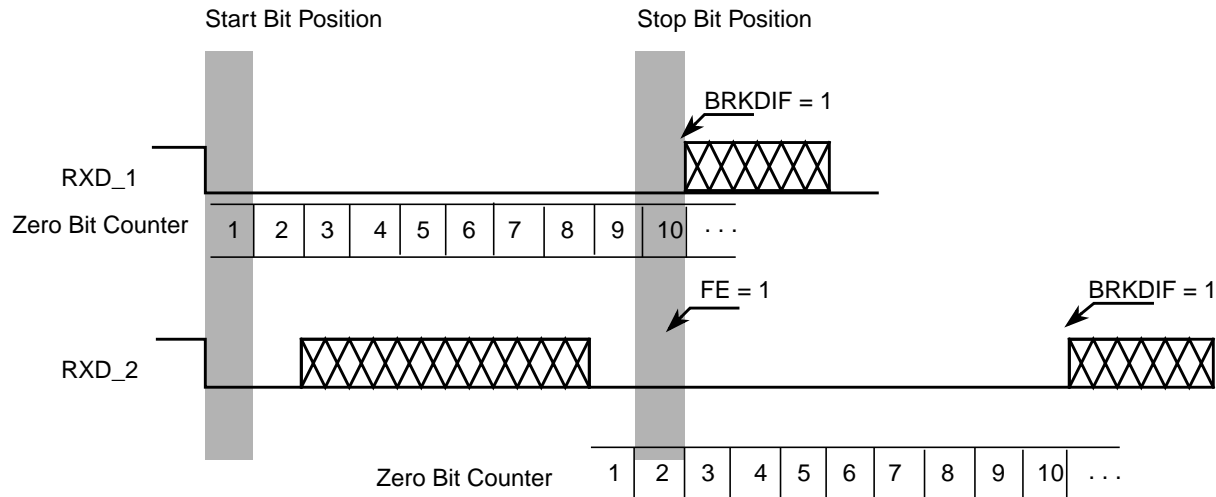 Start Bit Position Stop Bit Position
BRKDIF = 1
RXD_1
Zero Bit Counter 1 2 3 4 5 6 7 8 9 10 . . .
FE = 1 BRKDIF = 1
RXD_2
Zero Bit Counter 1 2 3 4 5 6 7 8 9 10 . . .